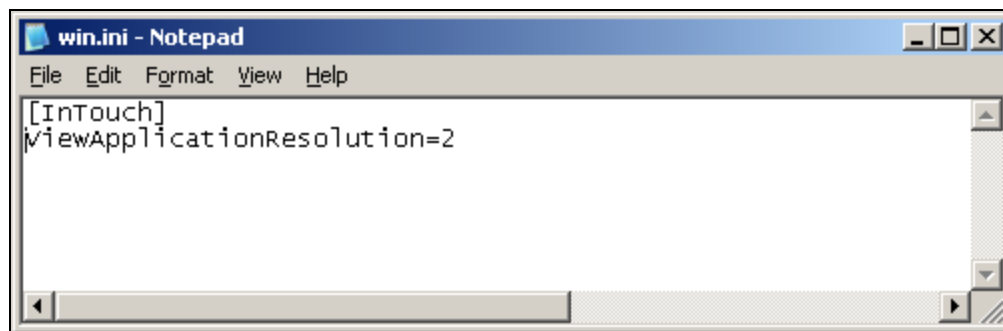 win.ini - Notepad
File Edit Format View Help
[InTouch]
ViewApplicationResolution=2